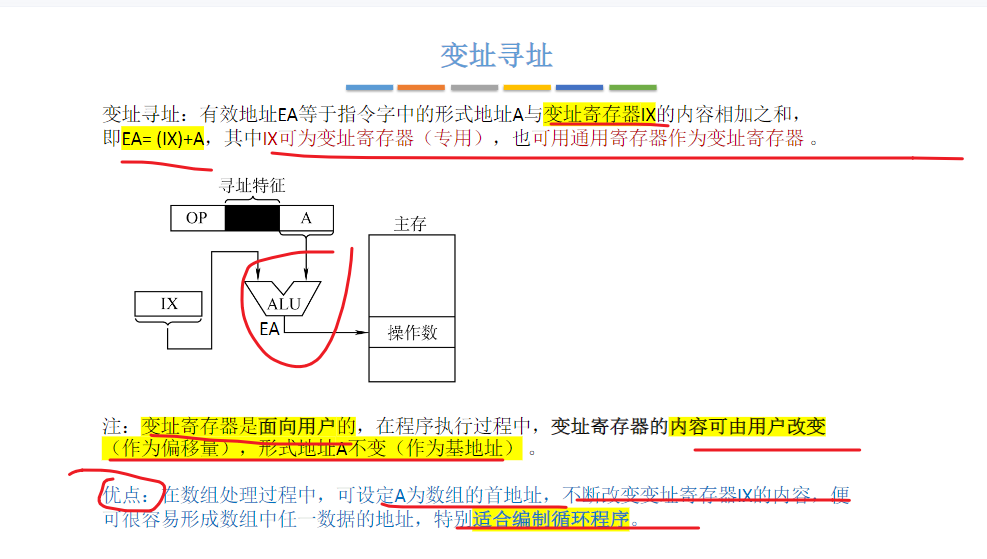 变址寻址
变址寻址：有效地址EA等于指令字中的形式地址A与变址寄存器IX的内容相加之和，
即EA= (IX)+A，其中IX可为变址寄存器（专用），也可用通用寄存器作为变址寄存器 。
寻址特征
OP
A
主存
IX
ALU
EA
操作数
注：变址寄存器是面向用户的，在程序执行过程中，变址寄存器的内容可由用户改变
（作为偏移量），形式地址A不变（作为基地址） 。
优点：在数组处理过程中，可设定A为数组的首地址，不断改变变址寄存器IX的内容，便
可很容易形成数组中任一数据的地址，特别适合编制循环程序。